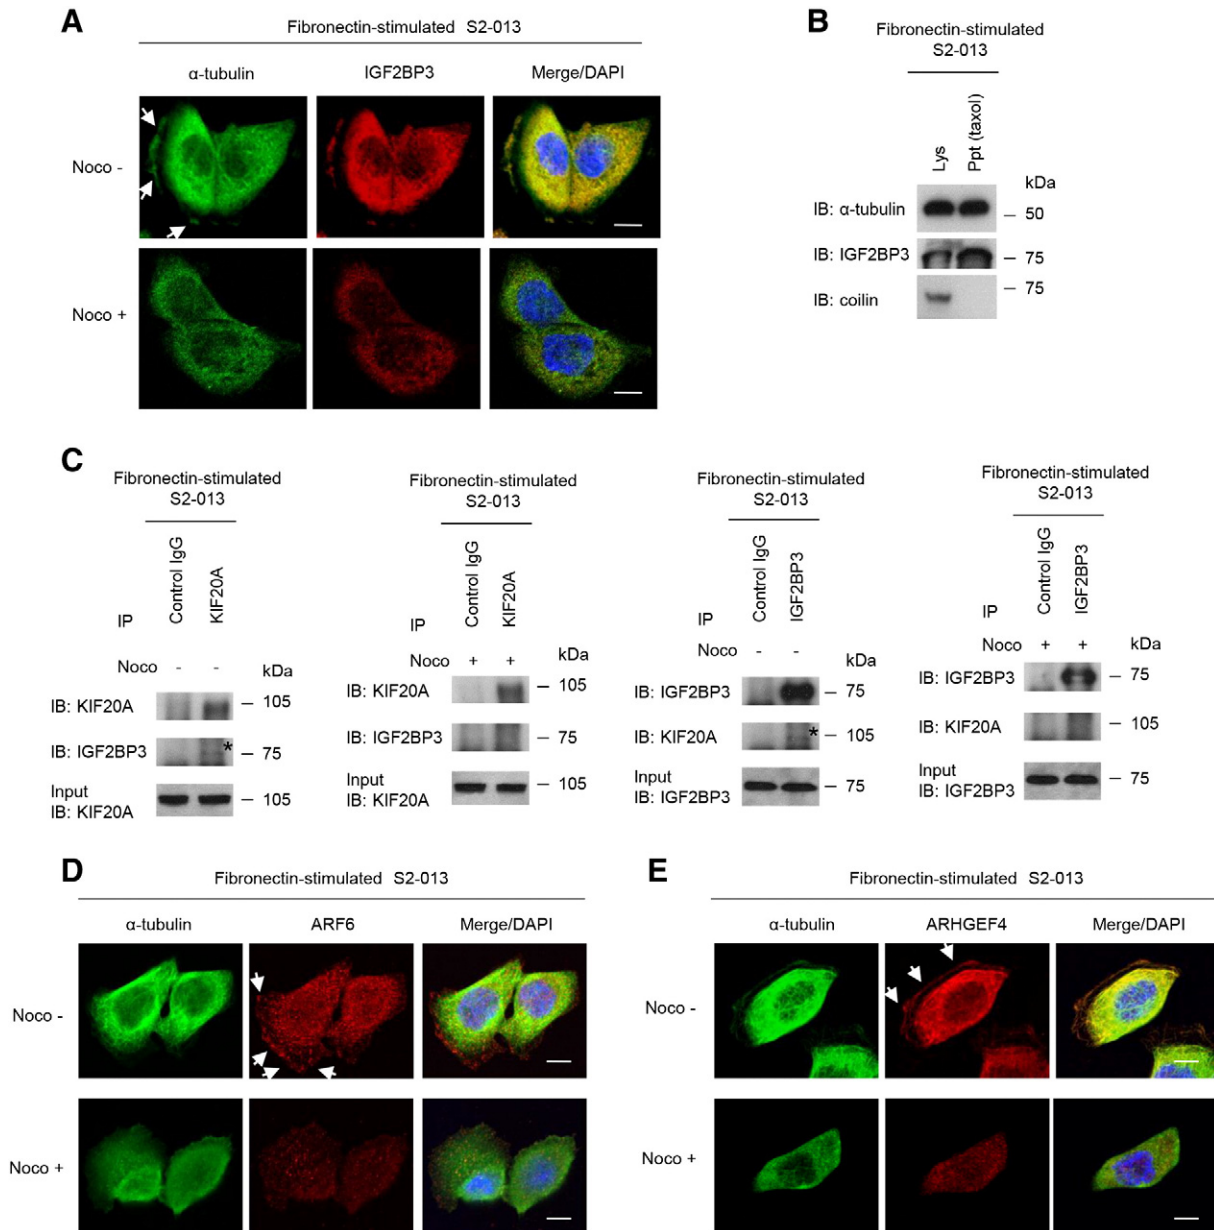 A
Fibronectin-stimulated S2-013
α-tubulin IGF2BP3 Merge/DAPI
Noco -
Noco +
B
Fibronectin-stimulated
S2-013
Lys Ppt (taxol)
kDa
IB: α-tubulin 50
IB: IGF2BP3 75
75
IB: coilin
C
Fibronectin-stimulated
S2-013
IP Control IgG KIF20A
Noco - - kDa
IB: KIF20A 105
IB: IGF2BP3 * 75
Input
IB: KIF20A 105
Fibronectin-stimulated
S2-013
IP Control IgG KIF20A
Noco + + kDa
IB: KIF20A 105
IB: IGF2BP3 75
Input
IB: KIF20A 105
Fibronectin-stimulated
S2-013
IP Control IgG IGF2BP3
Noco - - kDa
IB: IGF2BP3 75
IB: KIF20A * 105
Input
IB: IGF2BP3 75
Fibronectin-stimulated
S2-013
IP Control IgG IGF2BP3
Noco + + kDa
IB: IGF2BP3 75
IB: KIF20A 105
Input
IB: IGF2BP3 75
D
Fibronectin-stimulated S2-013
α-tubulin ARF6 Merge/DAPI
Noco -
Noco +
E
Fibronectin-stimulated S2-013
α-tubulin ARHGEF4 Merge/DAPI
Noco -
Noco +